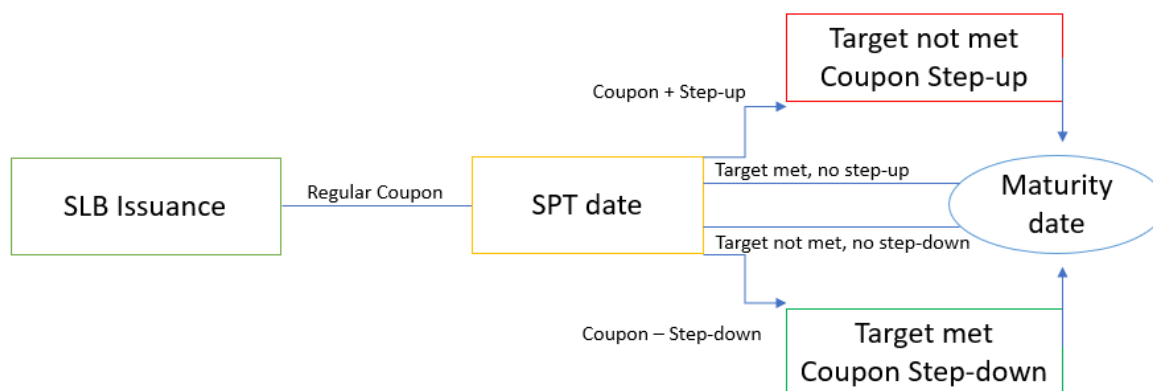 Target not met
Coupon Step-up
Coupon + Step-up
Target met, no step-up
SLB Issuance
Regular Coupon
SPT date
Maturity
date
Target not met, no step-down
Coupon – Step-down
Target met
Coupon Step-down